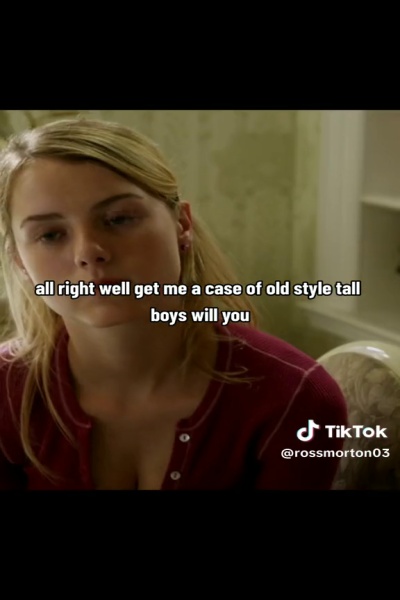 all right well get me a case of old style tall
boys will you
TikTok
@rossmorton03